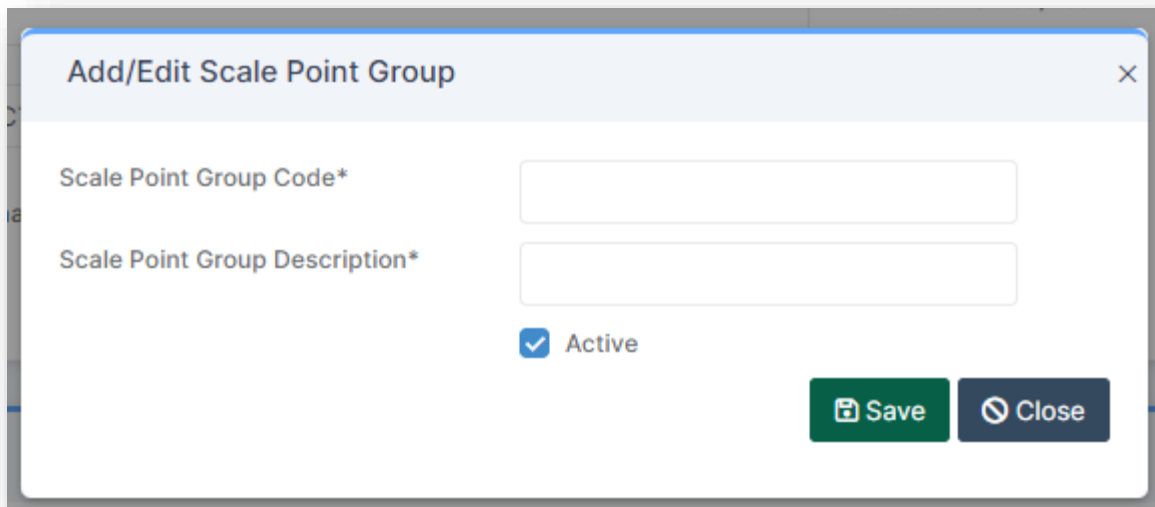 Add/Edit Scale Point Group
Scale Point Group Code*
Scale Point Group Description*
Active
Save
Close